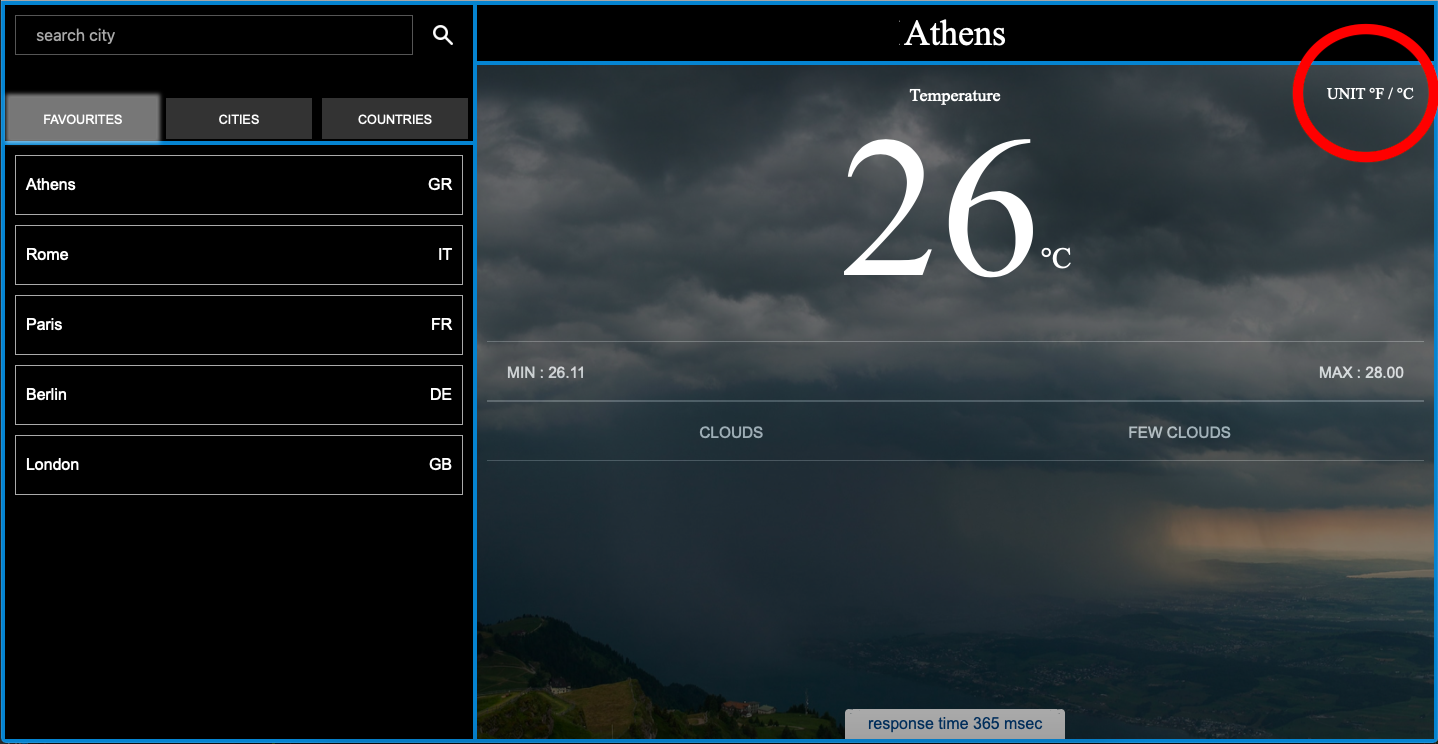 search city
FAVOURITES CITIES COUNTRIES
Athens GR
Rome IT
Paris FR
Berlin DE
London GB
Athens
Temperature
UNIT °F / °C
26 °C
MIN : 26.11 MAX : 28.00
CLOUDS FEW CLOUDS
response time 365 msec